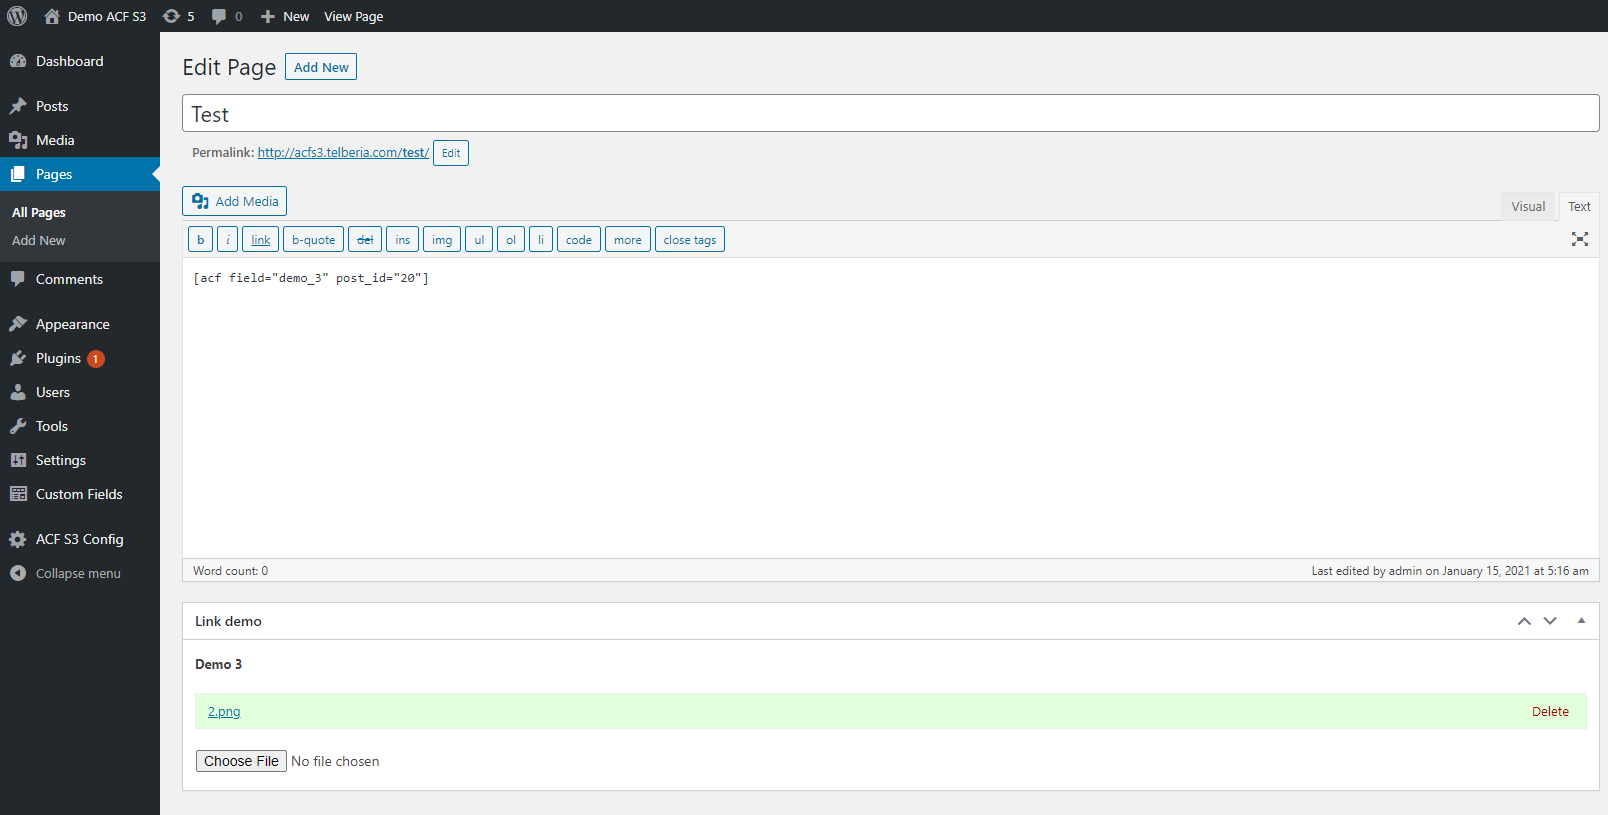 Demo ACF S3 5 0 New View Page
Dashboard
Posts
Media
Pages
All Pages
Add New
Comments
Appearance
Plugins 1
Users
Tools
Settings
Custom Fields
ACF S3 Config
Collapse menu
Edit Page Add New
Test
Permalink: http://acfs3.telberia.com/test/ Edit
Add Media
Visual Text
b i link b-quote del ins img ul ol li code more close tags
[acf field="demo_3" post_id="20"]
Word count: 0 Last edited by admin on January 15, 2021 at 5:16 am
Link demo
Demo 3
2.png Delete
Choose File No file chosen